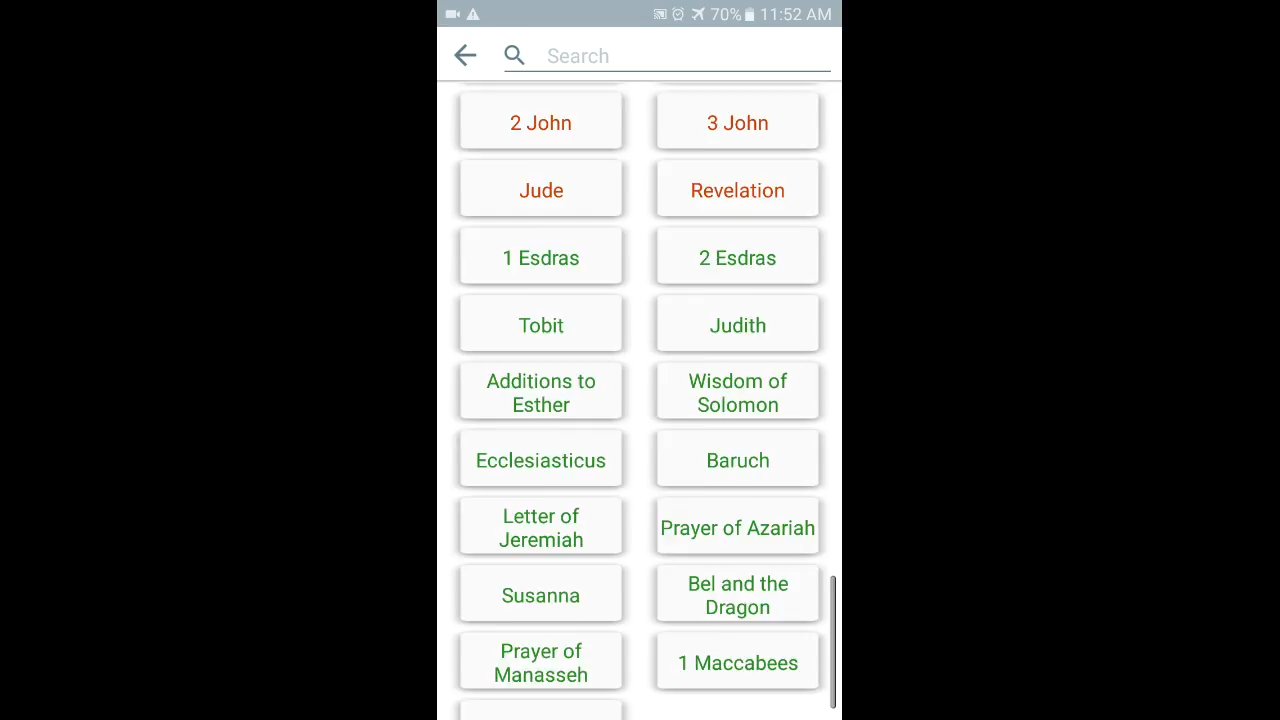 70% 11:52 AM
Search
2 John
3 John
Jude
Revelation
1 Esdras
2 Esdras
Tobit
Judith
Additions to
Esther
Wisdom of
Solomon
Ecclesiasticus
Baruch
Letter of
Jeremiah
Prayer of Azariah
Susanna
Bel and the
Dragon
Prayer of
Manasseh
1 Maccabees